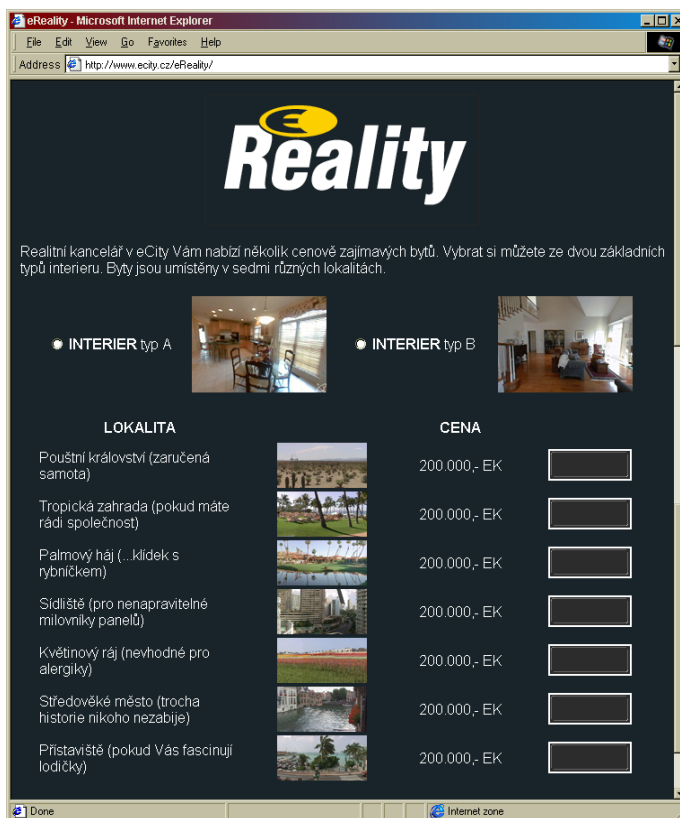 eReality - Microsoft Internet Explorer
File Edit View Go Favorites Help
Address http://www.ecity.cz/eReality/
e
Reality
Realitní kancelář v eCity Vám nabízí několik cenově zajímavých bytů. Vybrat si můžete ze dvou základních
typů interieru. Byty jsou umístěny v sedmi různých lokalitách.
INTERIER typ A INTERIER typ B
LOKALITA CENA
Pouštní království (zaručená
samota) 200.000,- EK
Tropická zahrada (pokud máte
rádi společnost) 200.000,- EK
Palmový háj (...klídek s
rybníčkem) 200.000,- EK
Sídliště (pro nenapravitelné
milovníky panelů) 200.000,- EK
Květinový ráj (nevhodné pro
alergiky) 200.000,- EK
Středověké město (trocha
historie nikoho nezabije) 200.000,- EK
Přístaviště (pokud Vás fascinují
lodičky) 200.000,- EK
Done Internet zone